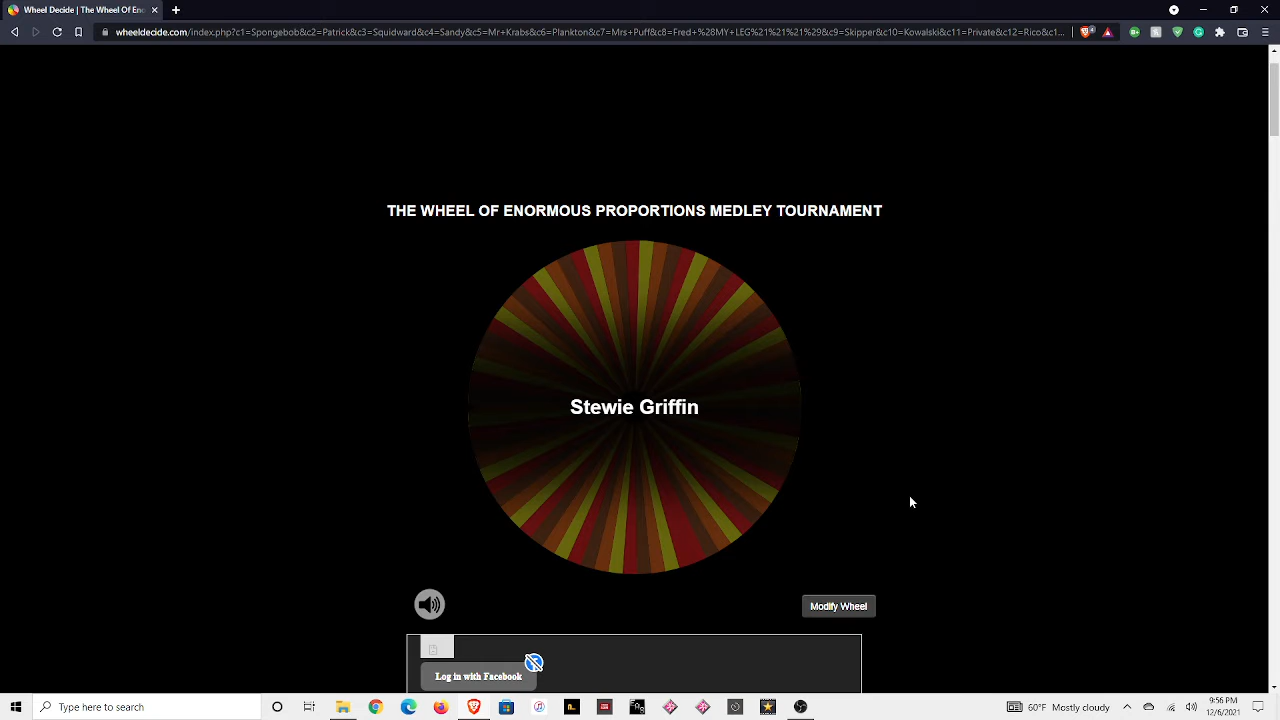 Wheel Decide | The Wheel Of En
wheeldecide.com/index.php?c1=Spongebob&c2=Patrick&c3=Squidward&c4=Sandy&c5=Mr+Krabs&c6=Plankton&c7=Mrs+Puff&c8=Fred+%28MY+LEG%21%21%21%29&c9=Skipper&c10=Kowalski&c11=Private&c12=Rico&c1...
THE WHEEL OF ENORMOUS PROPORTIONS MEDLEY TOURNAMENT
Stewie Griffin
Modify Wheel
Log in with Facebook
Type here to search
60°F Mostly cloudy
9:56 PM
12/6/2021